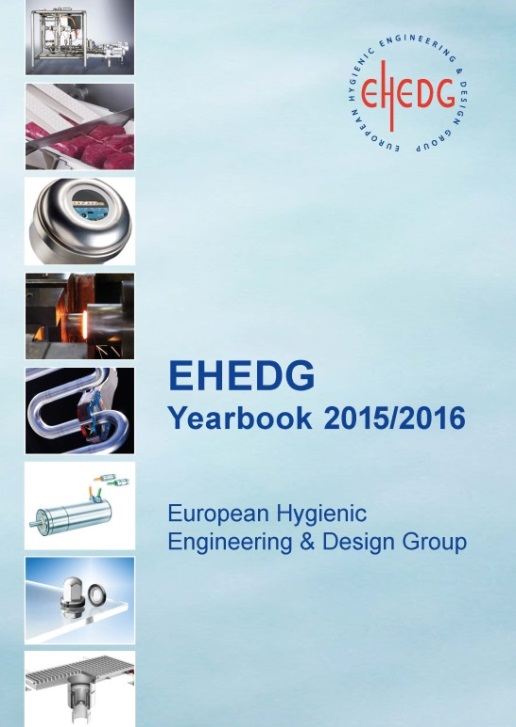 EUROPEAN HYGIENIC ENGINEERING & DESIGN GROUP
EHEDG
EHEDG
Yearbook 2015/2016
European Hygienic
Engineering & Design Group